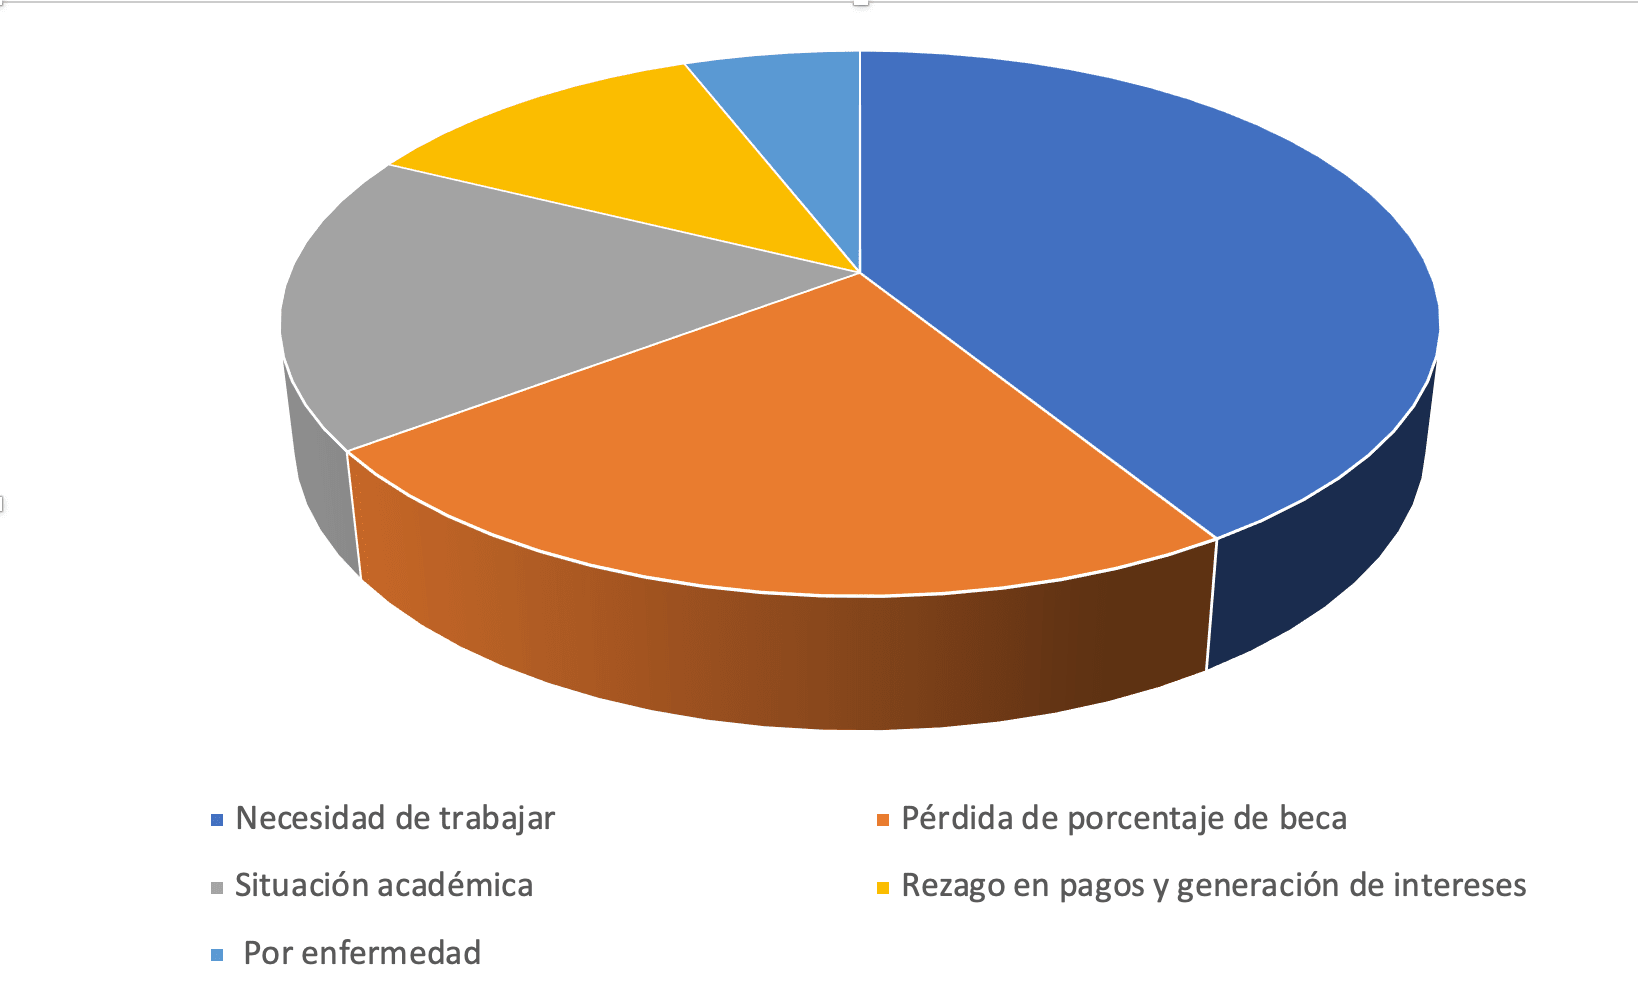 Necesidad de trabajar
Pérdida de porcentaje de beca
Situación académica
Rezago en pagos y generación de intereses
Por enfermedad